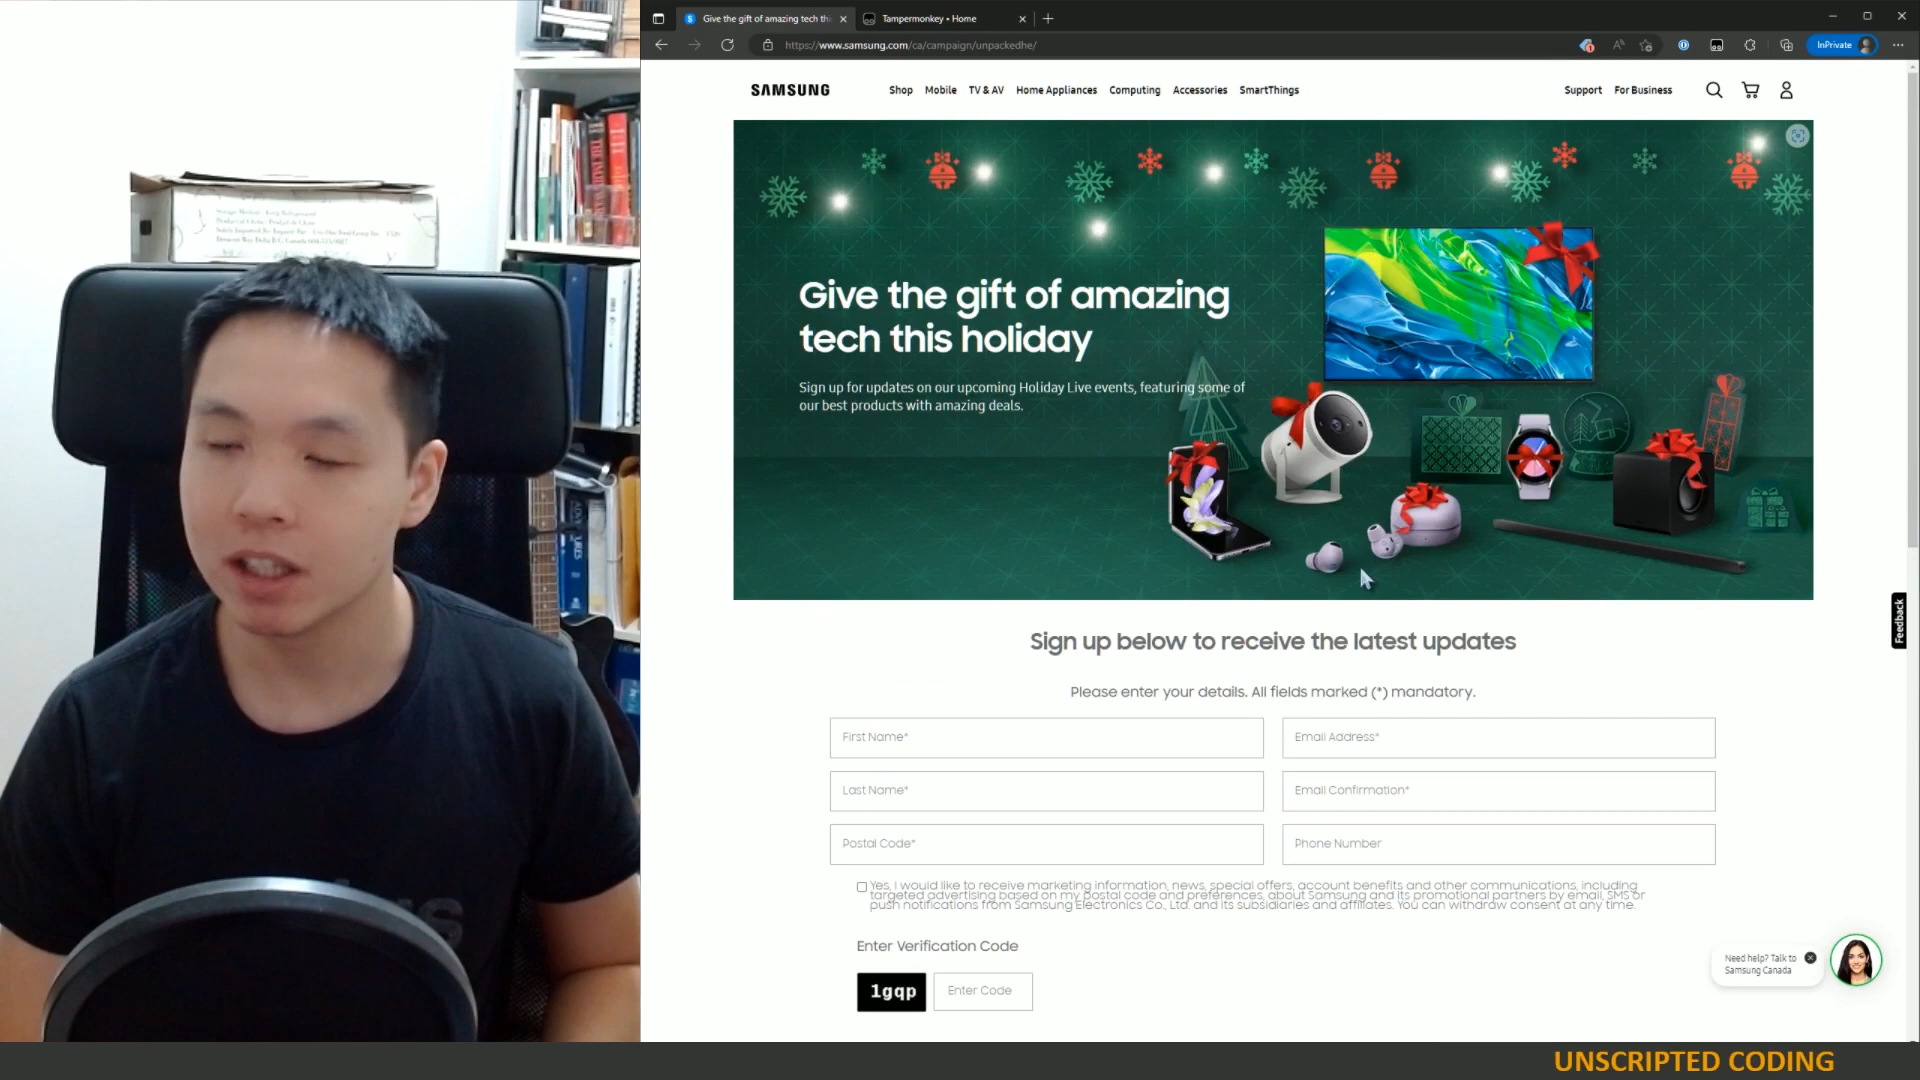 Give the gift of amazing tech thi
Tampermonkey • Home
https://www.samsung.com/ca/campaign/unpackedhe/
InPrivate
SAMSUNG
Shop Mobile TV & AV Home Appliances Computing Accessories SmartThings
Support For Business
Give the gift of amazing
tech this holiday
Sign up for updates on our upcoming Holiday Live events, featuring some of
our best products with amazing deals.
Feedback
Sign up below to receive the latest updates
Please enter your details. All fields marked (*) mandatory.
First Name*
Email Address*
Last Name*
Email Confirmation*
Postal Code*
Phone Number
Yes, I would like to receive marketing information, news, special offers, account benefits and other communications, including
targeted advertising based on my postal code and preferences, about Samsung and its promotional partners by email, SMS or
push notifications from Samsung Electronics Co., Ltd. and its subsidiaries and affiliates. You can withdraw consent at any time.
Enter Verification Code
1gqp
Enter Code
Need help? Talk to
Samsung Canada
UNSCRIPTED CODING